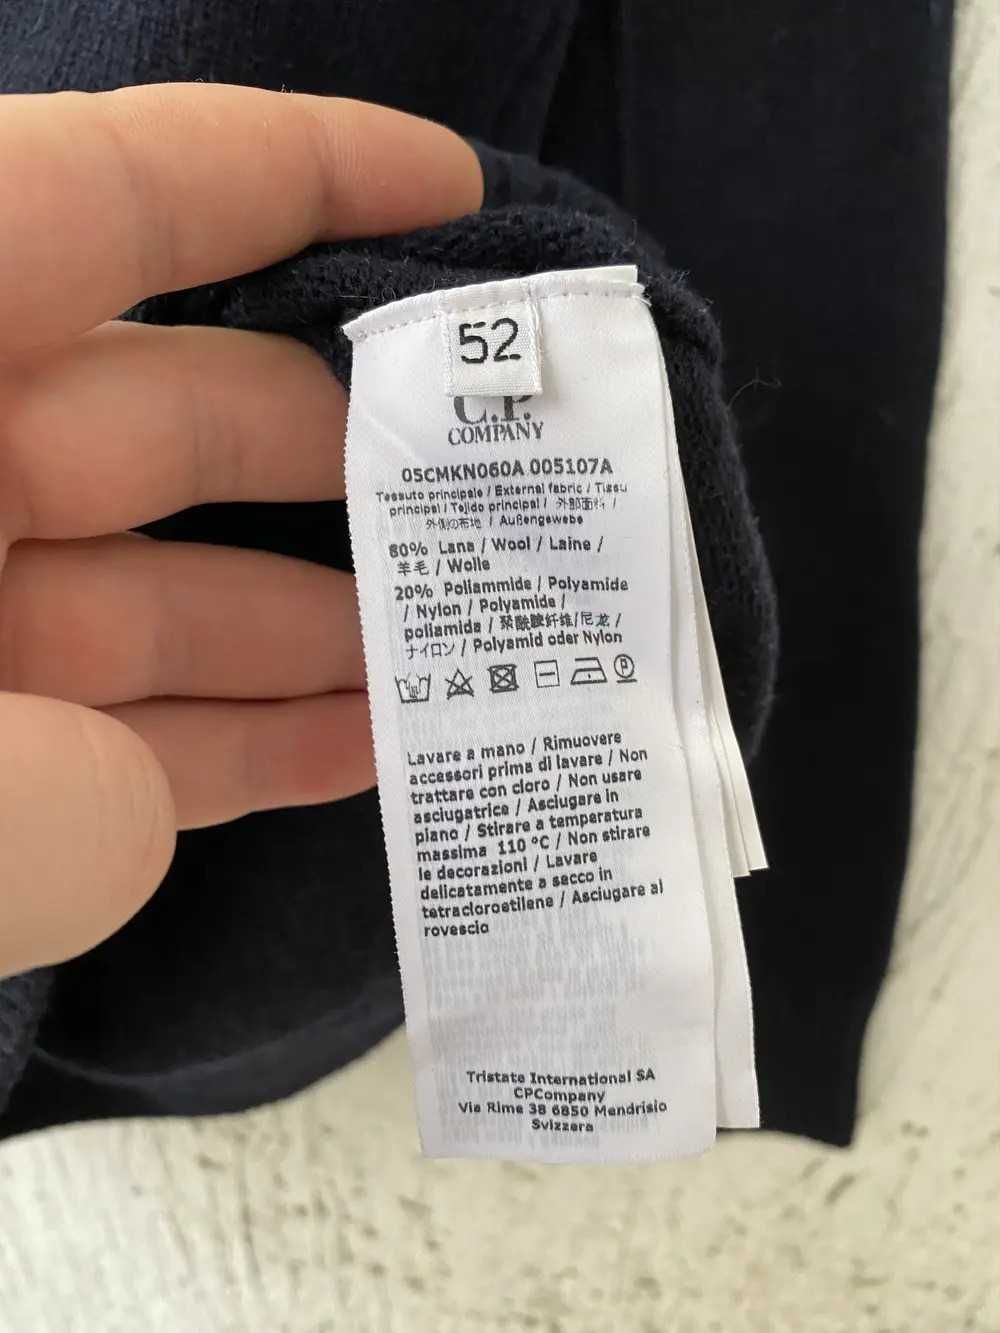 52
C.P.
COMPANY
05CMKN060A 005107A
Tessuto principale / External fabric / Tissu
principal / Tejido principal / 外部面料 /
外側の布地 / Außengewebe
80% Lana / Wool / Laine /
羊毛 / Wolle
20% Poliammide / Polyamide
/ Nylon / Polyamide /
poliamida / 聚酰胺纤维/尼龙 /
ナイロン / Polyamid oder Nylon
P
Lavare a mano / Rimuovere
accessori prima di lavare / Non
trattare con cloro / Non usare
asciugatrice / Asciugare in
piano / Stirare a temperatura
massima 110 °C / Non stirare
le decorazioni / Lavare
delicatamente a secco in
tetracloroetilene / Asciugare al
rovescio
Tristate International SA
CPCompany
Via Rime 38 6850 Mendrisio
Svizzera